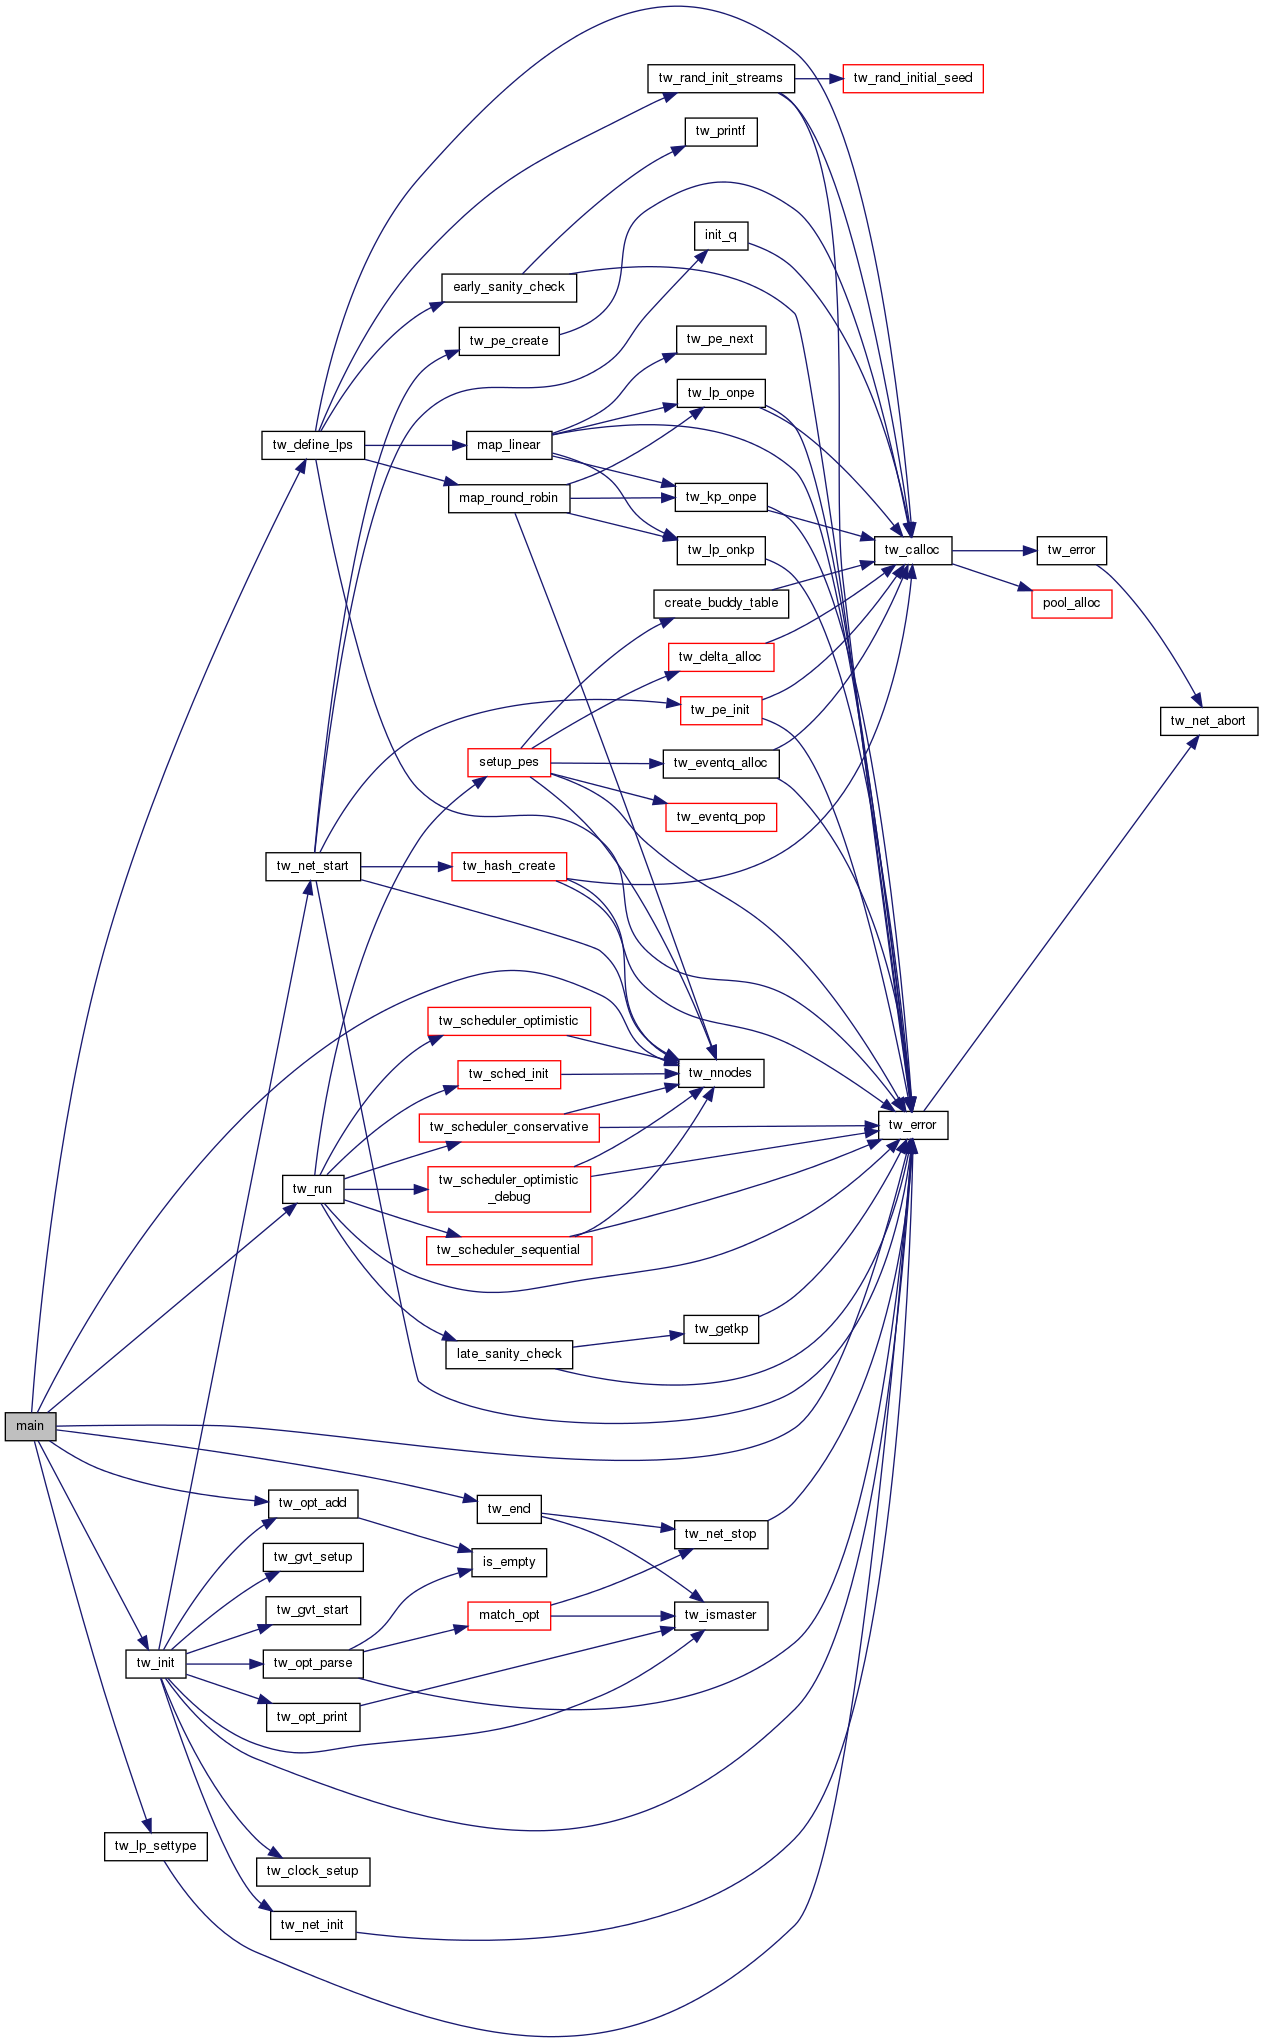 tw_rand_init_streams
tw_rand_initial_seed
tw_printf
init_q
early_sanity_check
tw_pe_create
tw_pe_next
tw_lp_onpe
tw_define_lps
map_linear
map_round_robin
tw_kp_onpe
tw_lp_onkp
tw_calloc
tw_error
create_buddy_table
pool_alloc
tw_delta_alloc
tw_pe_init
tw_net_abort
setup_pes
tw_eventq_alloc
tw_eventq_pop
tw_net_start
tw_hash_create
tw_scheduler_optimistic
tw_sched_init
tw_nnodes
tw_scheduler_conservative
tw_error
tw_run
tw_scheduler_optimistic
_debug
tw_scheduler_sequential
tw_getkp
late_sanity_check
main
tw_opt_add
tw_end
tw_net_stop
tw_gvt_setup
is_empty
tw_gvt_start
match_opt
tw_ismaster
tw_init
tw_opt_parse
tw_opt_print
tw_lp_settype
tw_clock_setup
tw_net_init